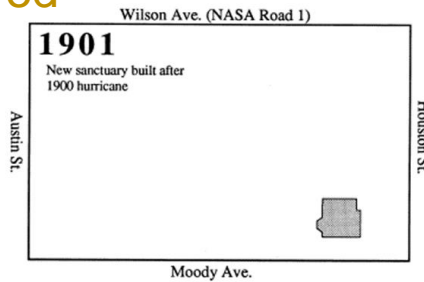 Wilson Ave. (NASA Road 1)
1901
New sanctuary built after
1900 hurricane
Austin St.
Houston St.
Moody Ave.